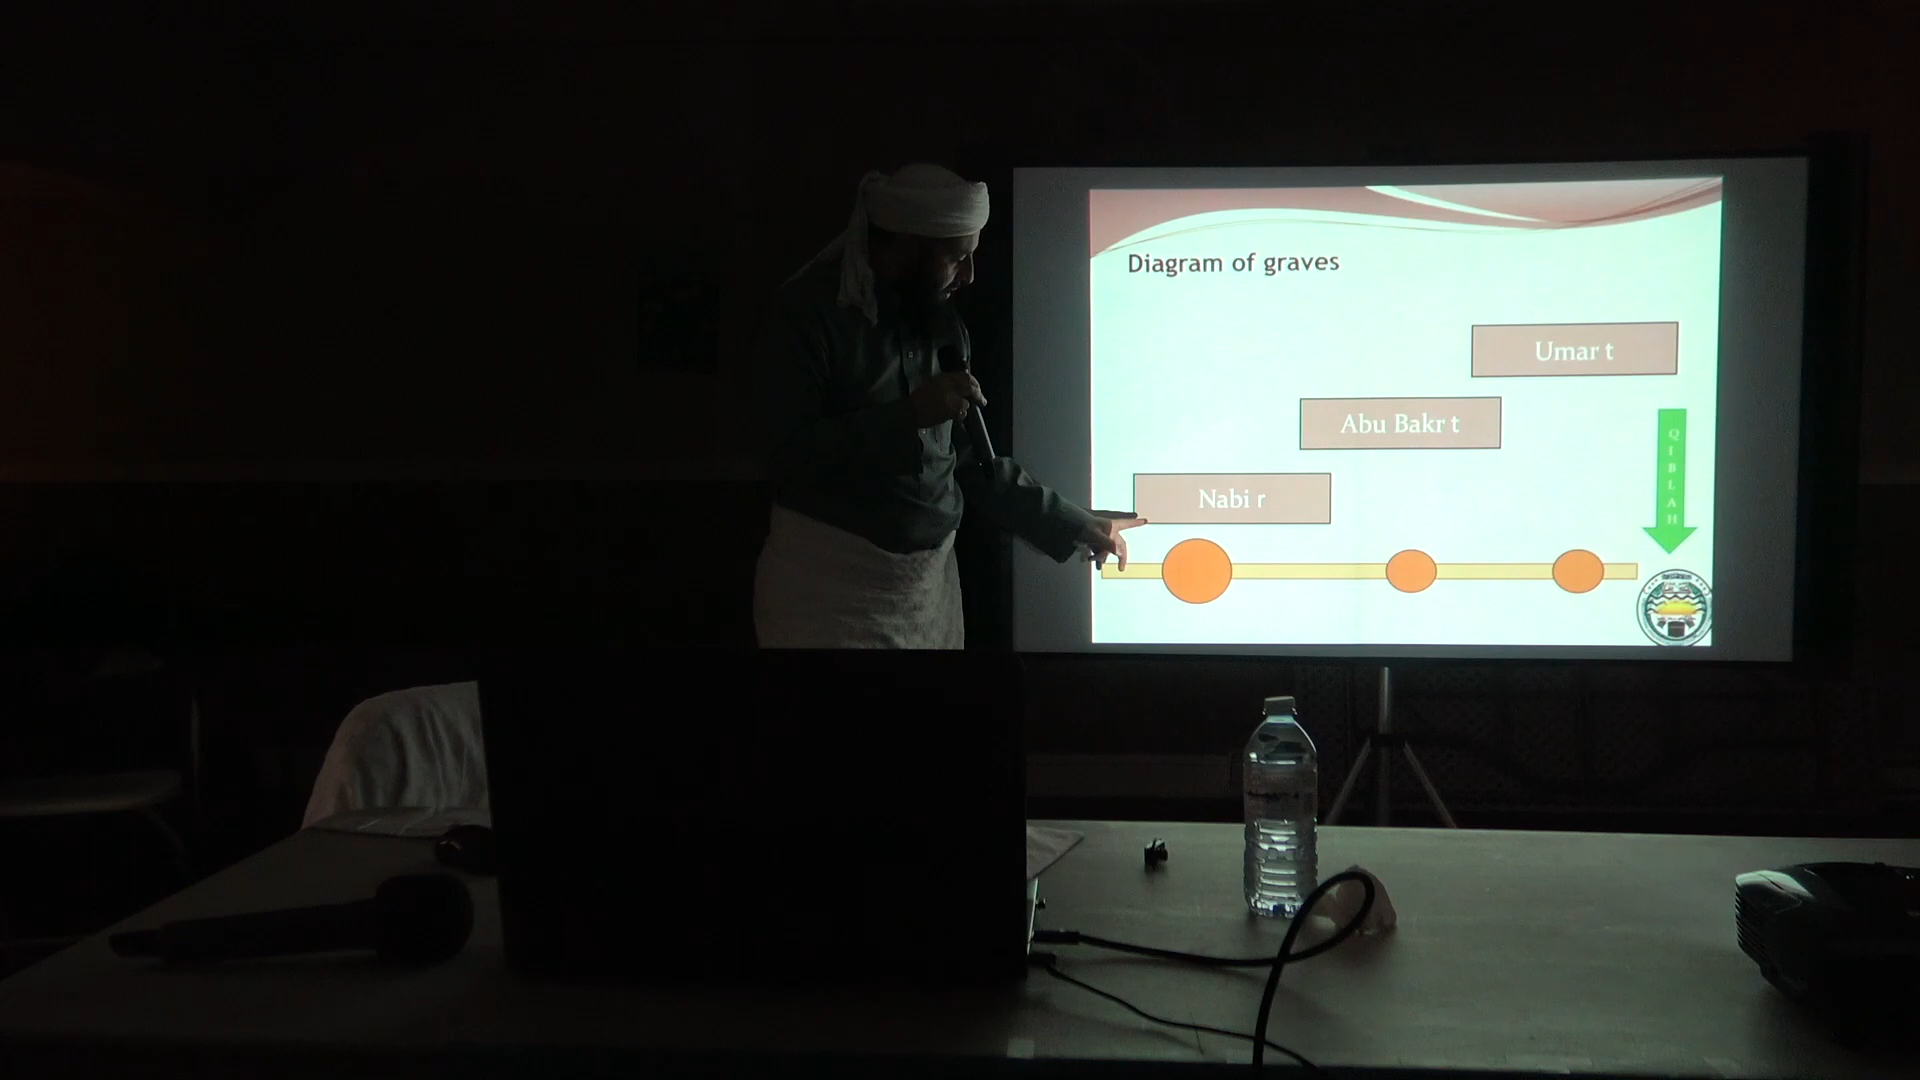 Diagram of graves
Umar t
Abu Bakr t
Nabi r
QIBLAH